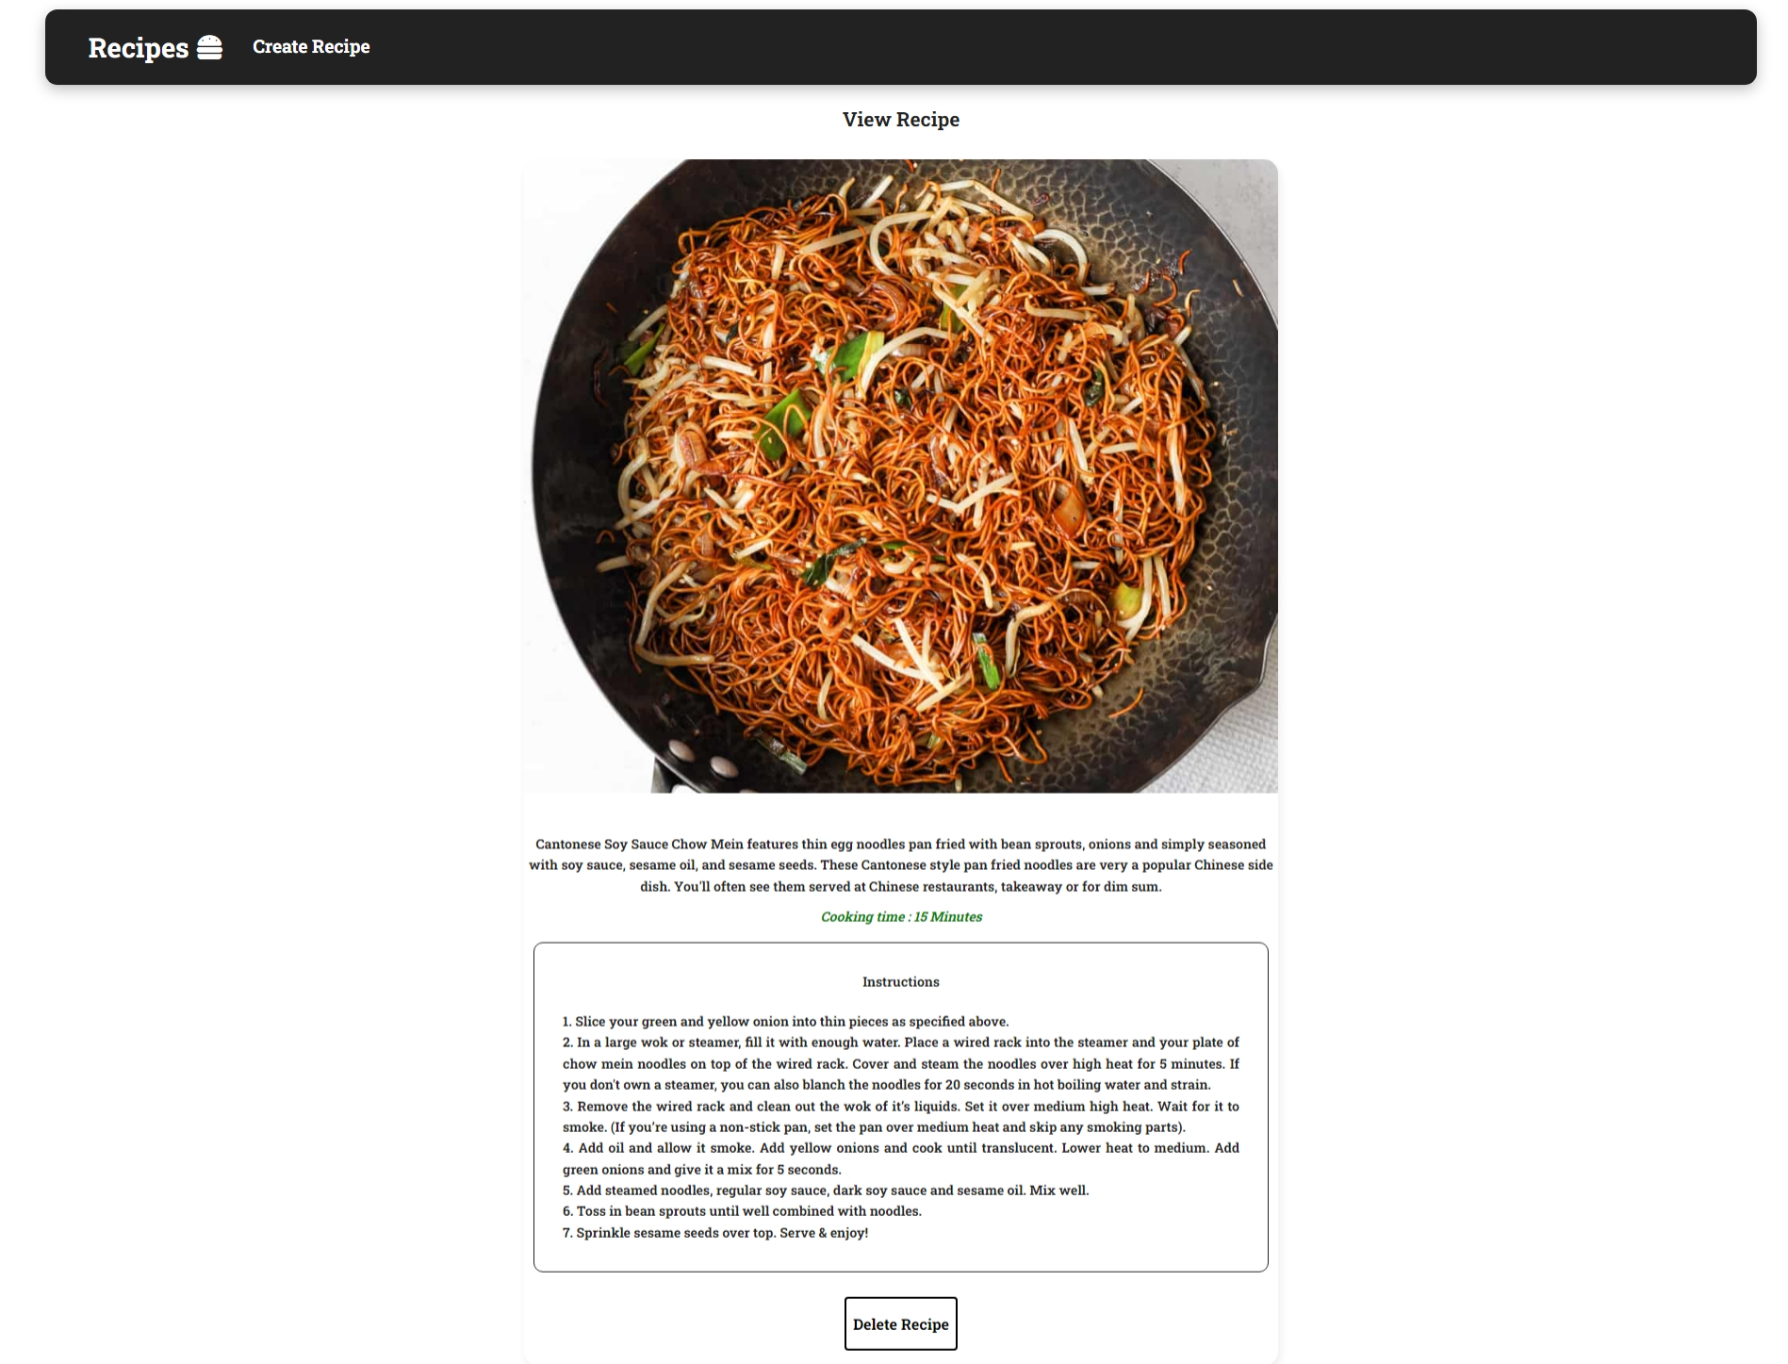 Recipes
Create Recipe
View Recipe
Cantonese Soy Sauce Chow Mein features thin egg noodles pan fried with bean sprouts, onions and simply seasoned
with soy sauce, sesame oil, and sesame seeds. These Cantonese style pan fried noodles are very a popular Chinese side
dish. You'll often see them served at Chinese restaurants, takeaway or for dim sum.
Cooking time : 15 Minutes
Instructions
1. Slice your green and yellow onion into thin pieces as specified above.
2. In a large wok or steamer, fill it with enough water. Place a wired rack into the steamer and your plate of
chow mein noodles on top of the wired rack. Cover and steam the noodles over high heat for 5 minutes. If
you don't own a steamer, you can also blanch the noodles for 20 seconds in hot boiling water and strain.
3. Remove the wired rack and clean out the wok of it's liquids. Set it over medium high heat. Wait for it to
smoke. (If you're using a non-stick pan, set the pan over medium heat and skip any smoking parts).
4. Add oil and allow it smoke. Add yellow onions and cook until translucent. Lower heat to medium. Add
green onions and give it a mix for 5 seconds.
5. Add steamed noodles, regular soy sauce, dark soy sauce and sesame oil. Mix well.
6. Toss in bean sprouts until well combined with noodles.
7. Sprinkle sesame seeds over top. Serve & enjoy!
Delete Recipe